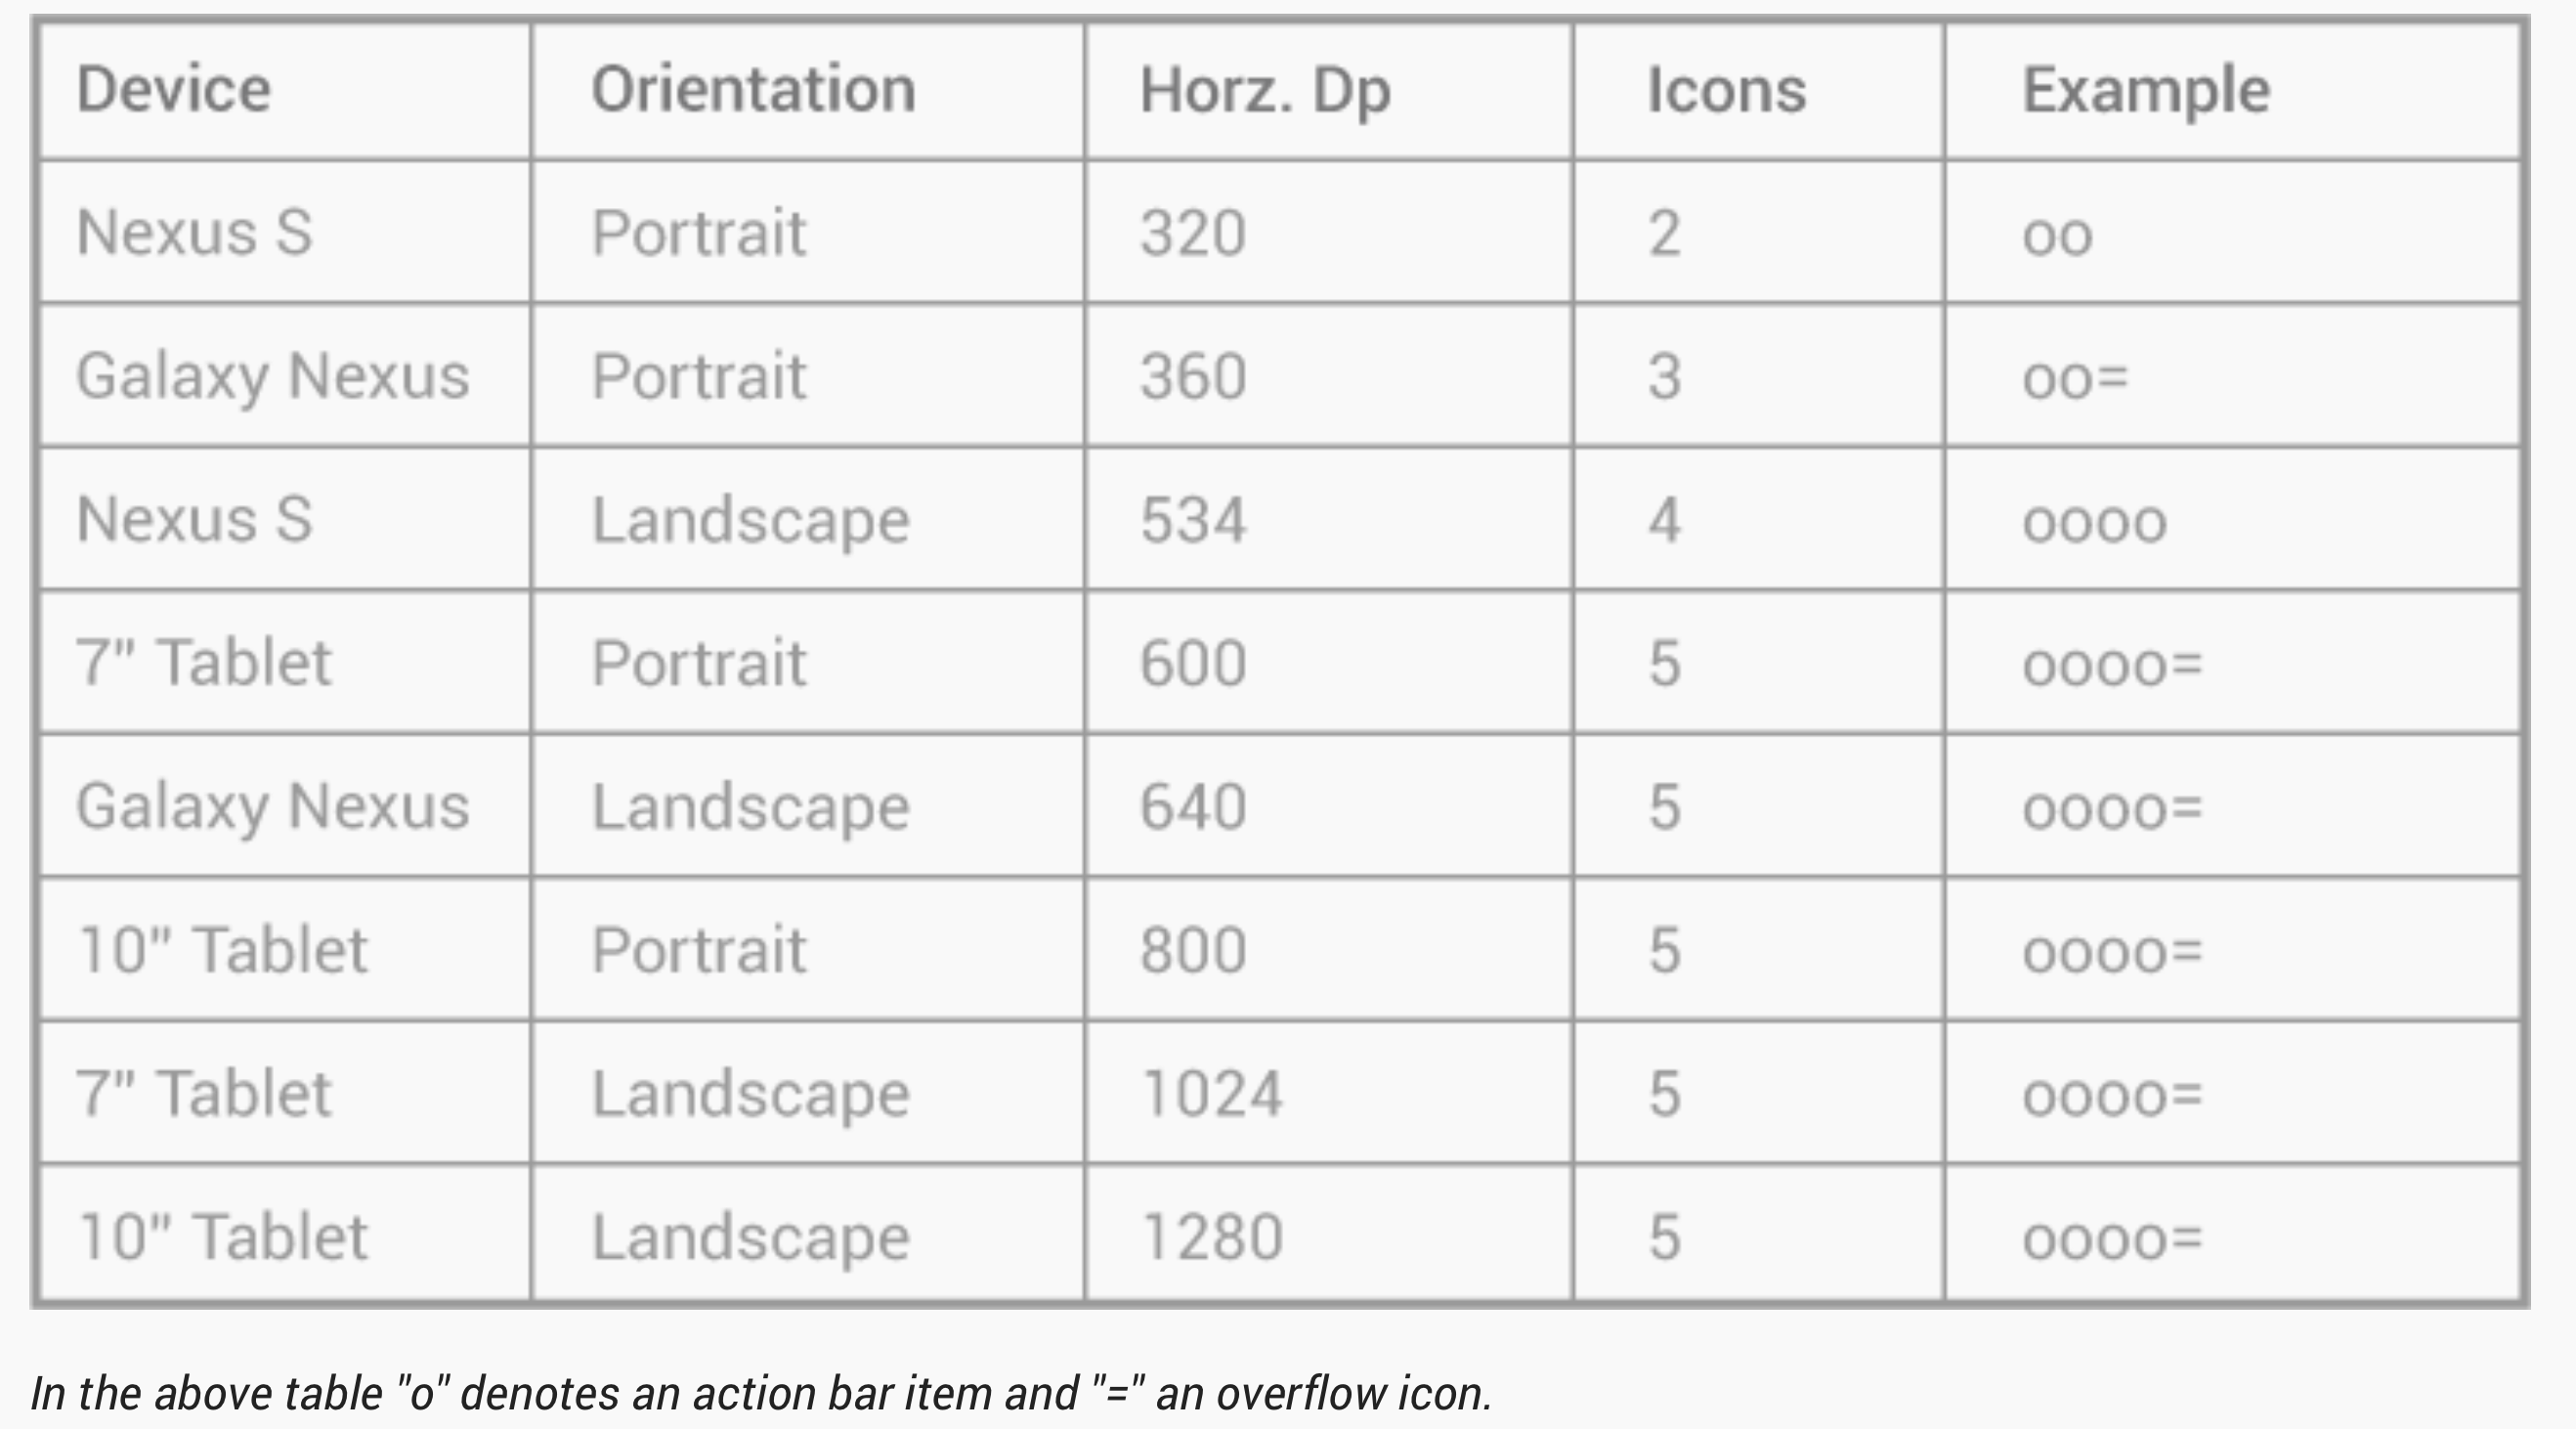 Device Orientation Horz. Dp Icons Example
Nexus S Portrait 320 2 oo
Galaxy Nexus Portrait 360 3 oo=
Nexus S Landscape 534 4 oooo
7" Tablet Portrait 600 5 oooo=
Galaxy Nexus Landscape 640 5 oooo=
10" Tablet Portrait 800 5 oooo=
7" Tablet Landscape 1024 5 oooo=
10" Tablet Landscape 1280 5 oooo=
In the above table "o" denotes an action bar item and "=" an overflow icon.